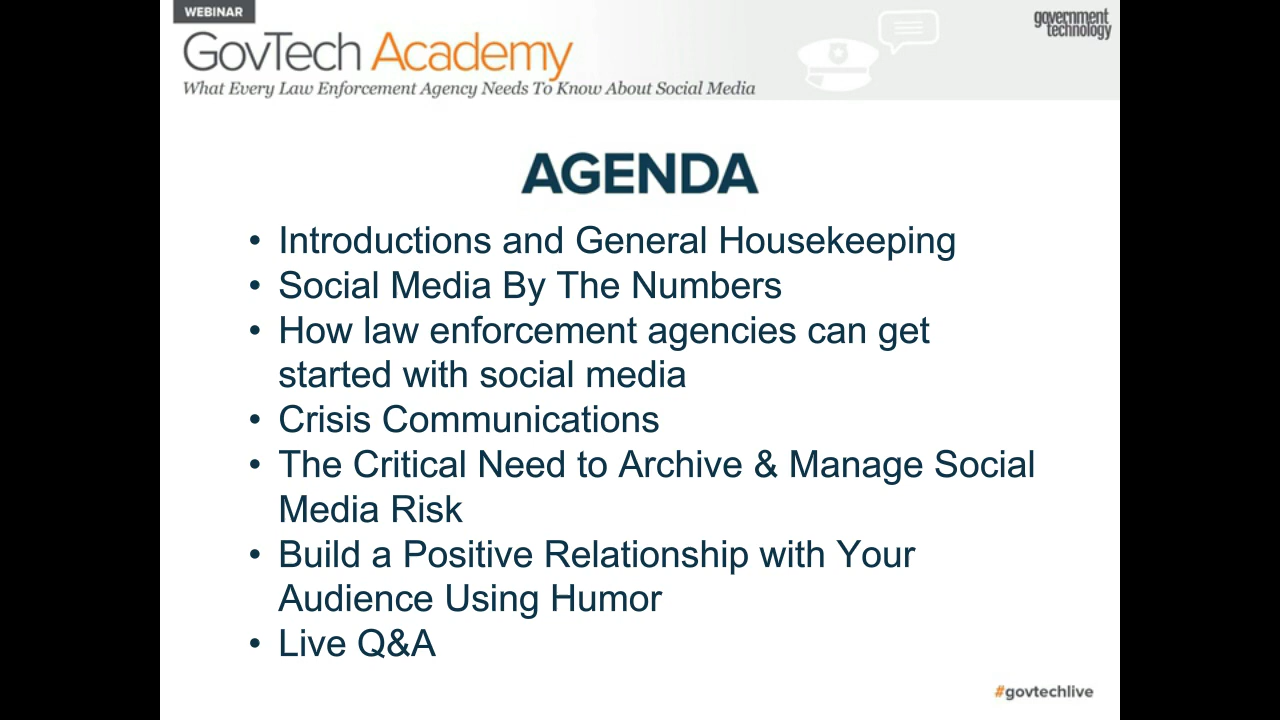 WEBINAR
GovTech Academy
What Every Law Enforcement Agency Needs To Know About Social Media
government
technology
AGENDA
• Introductions and General Housekeeping
• Social Media By The Numbers
• How law enforcement agencies can get
started with social media
• Crisis Communications
• The Critical Need to Archive & Manage Social
Media Risk
• Build a Positive Relationship with Your
Audience Using Humor
• Live Q&A
#govtechlive